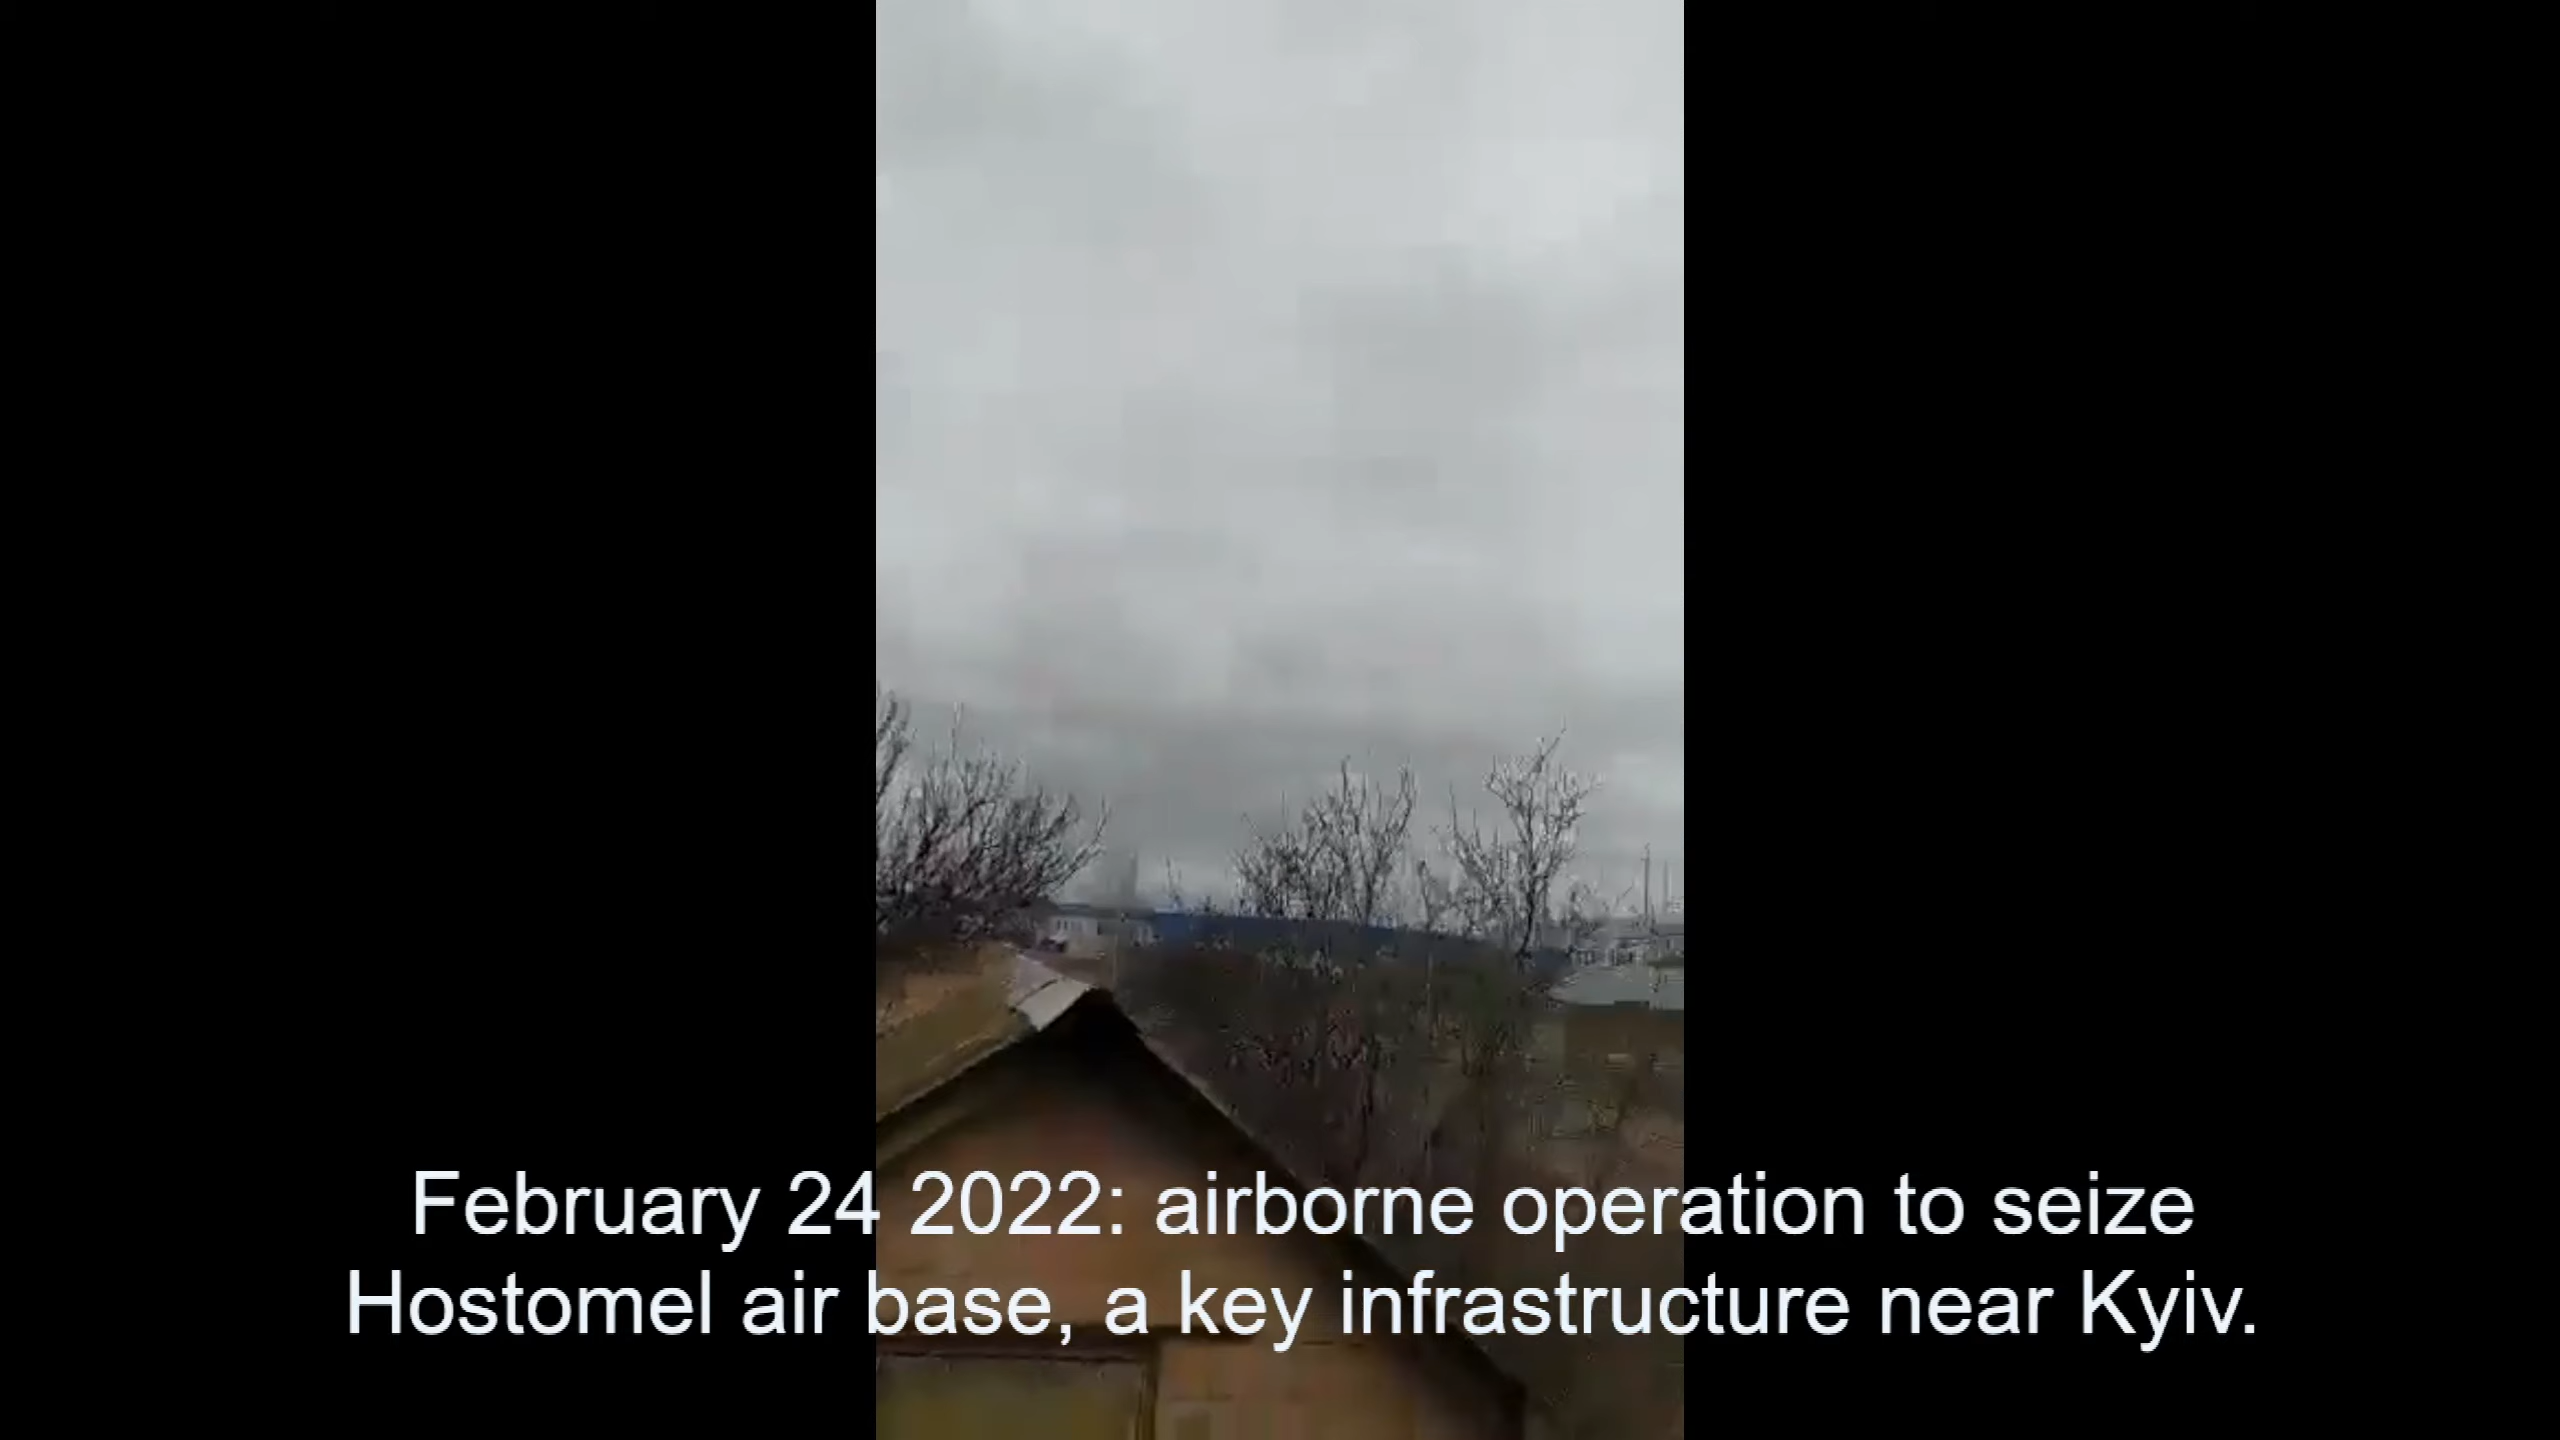 February 24 2022: airborne operation to seize
Hostomel air base, a key infrastructure near Kyiv.